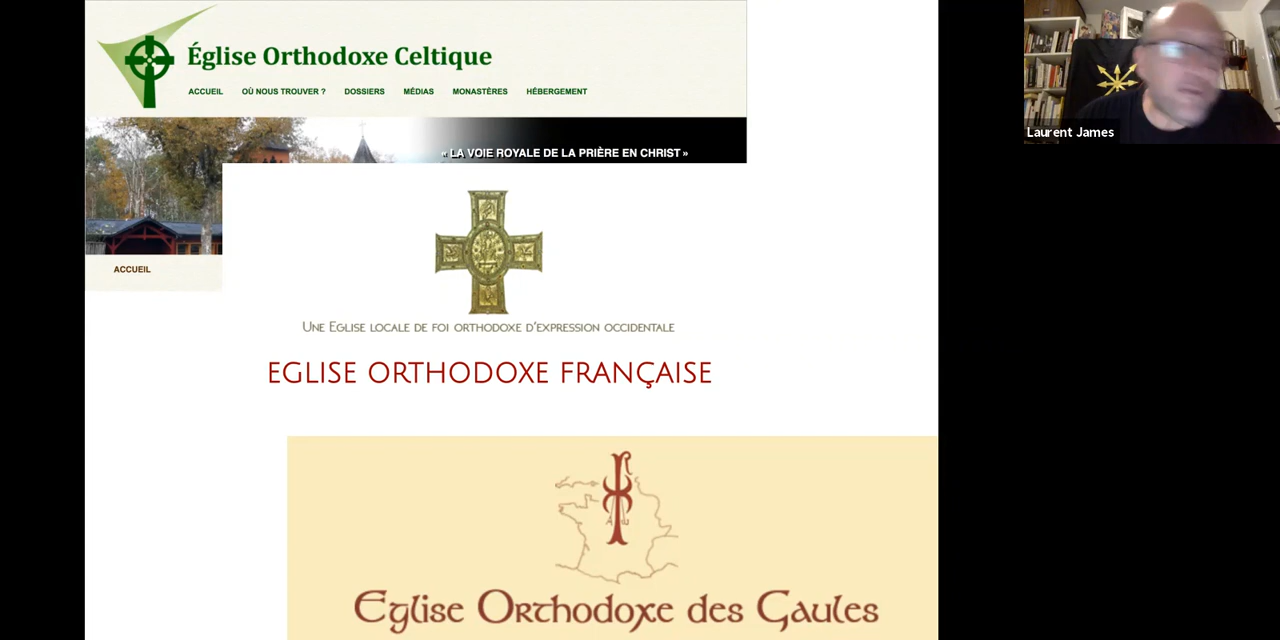 Église Orthodoxe Celtique
ACCUEIL OÙ NOUS TROUVER ? DOSSIERS MÉDIAS MONASTÈRES HÉBERGEMENT
« LA VOIE ROYALE DE LA PRIÈRE EN CHRIST »
Laurent James
ACCUEIL
UNE EGLISE LOCALE DE FOI ORTHODOXE D'EXPRESSION OCCIDENTALE
EGLISE ORTHODOXE FRANÇAISE
Eglise Orthodoxe des Gaules